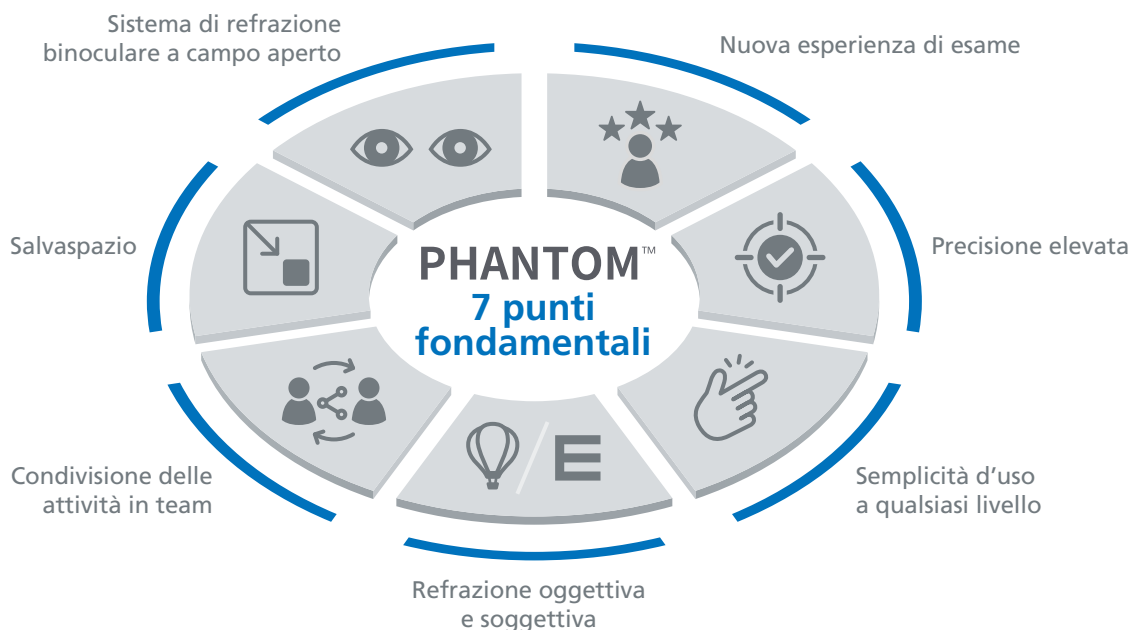 Sistema di refrazione
binoculare a campo aperto
Nuova esperienza di esame
Salvaspazio
PHANTOM™
7 punti
fondamentali
Precisione elevata
Condivisione delle
attività in team
E
Semplicità d’uso
a qualsiasi livello
Refrazione oggettiva
e soggettiva